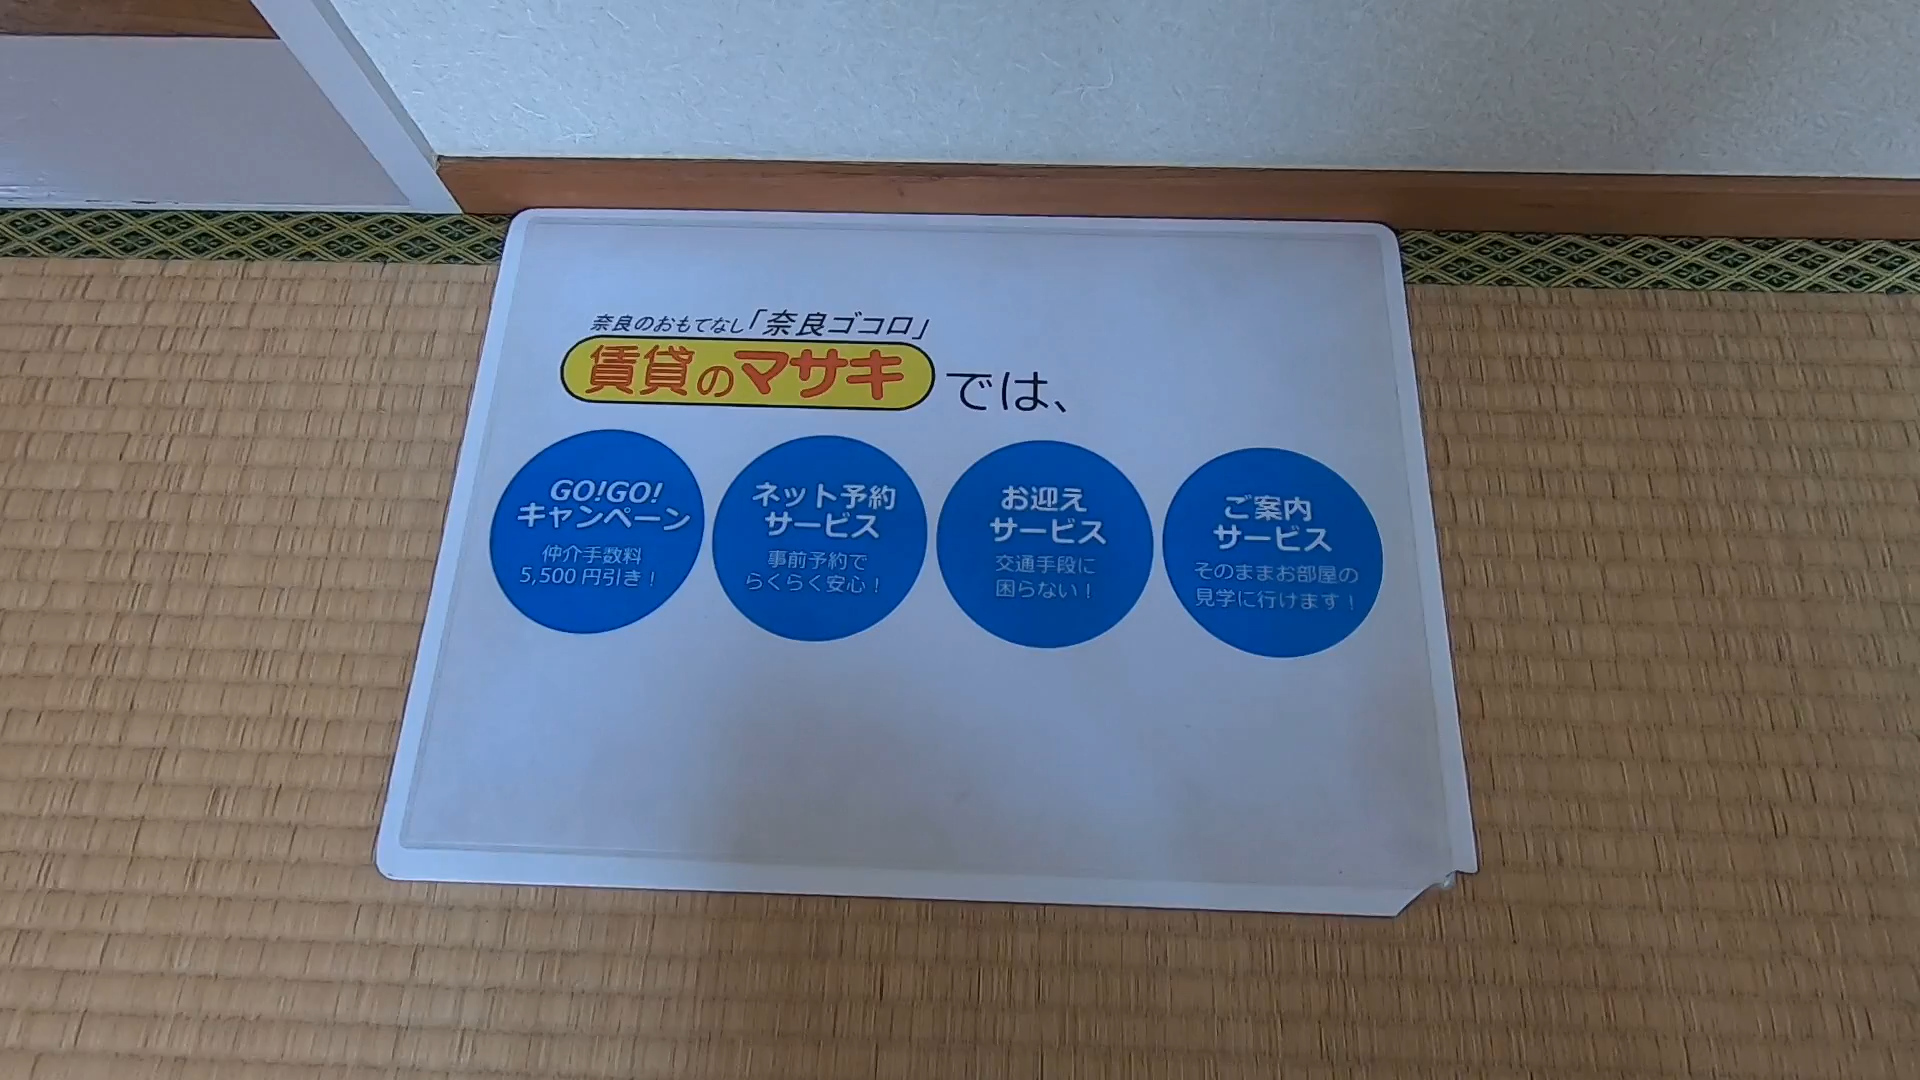 奈良のおもてなし「奈良ゴコロ」
賃貸のマサキ では、
GO!GO!
キャンペーン
仲介手数料
5,500 円引き！
ネット予約
サービス
事前予約で
らくらく安心！
お迎え
サービス
交通手段に
困らない！
ご案内
サービス
そのままお部屋の
見学に行けます！